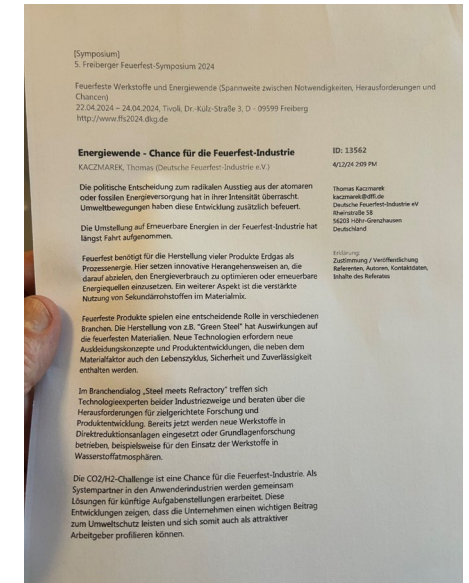 [Symposium]
5. Freiberger Feuerfest-Symposium 2024
Feuerfeste Werkstoffe und Energiewende (Spannweite zwischen Notwendigkeiten, Herausforderungen und
Chancen)
22.04.2024 – 24.04.2024, Tivoli, Dr.-Külz-Straße 3, D - 09599 Freiberg
http://www.ffs2024.dkg.de
Energiewende - Chance für die Feuerfest-Industrie
KACZMAREK, Thomas (Deutsche Feuerfest-Industrie e.V.)
Die politische Entscheidung zum radikalen Ausstieg aus der atomaren
oder fossilen Energieversorgung hat in ihrer Intensität überrascht.
Umweltbewegungen haben diese Entwicklung zusätzlich befeuert.
Die Umstellung auf Erneuerbare Energien in der Feuerfest-Industrie hat
längst Fahrt aufgenommen.
Feuerfest benötigt für die Herstellung vieler Produkte Erdgas als
Prozessenergie. Hier setzen innovative Herangehensweisen an, die
darauf abzielen, den Energieverbrauch zu optimieren oder erneuerbare
Energiequellen einzusetzen. Ein weiterer Aspekt ist die verstärkte
Nutzung von Sekundärrohstoffen im Materialmix.
Feuerfeste Produkte spielen eine entscheidende Rolle in verschiedenen
Branchen. Die Herstellung von z.B. "Green Steel" hat Auswirkungen auf
die feuerfesten Materialien. Neue Technologien erfordern neue
Auskleidungskonzepte und Produktentwicklungen, die neben dem
Materialfaktor auch den Lebenszyklus, Sicherheit und Zuverlässigkeit
enthalten werden.
Im Branchendialog „Steel meets Refractory" treffen sich
Technologieexperten beider Industriezweige und beraten über die
Herausforderungen für zielgerichtete Forschung und
Produktentwicklung. Bereits jetzt werden neue Werkstoffe in
Direktreduktionsanlagen eingesetzt oder Grundlagenforschung
betrieben, beispielsweise für den Einsatz der Werkstoffe in
Wasserstoffatmosphären.
Die CO2/H2-Challenge ist eine Chance für die Feuerfest-Industrie. Als
Systempartner in den Anwenderindustrien werden gemeinsam
Lösungen für künftige Aufgabenstellungen erarbeitet. Diese
Entwicklungen zeigen, dass die Unternehmen einen wichtigen Beitrag
zum Umweltschutz leisten und sich somit auch als attraktiver
Arbeitgeber profilieren können.
ID: 13562
4/12/24 2:09 PM
Thomas Kaczmarek
kaczmarek@dffi.de
Deutsche Feuerfest-Industrie eV
Rheinstraße 58
56203 Höhr-Grenzhausen
Deutschland
Erklärung:
Zustimmung / Veröffentlichung
Referenten, Autoren, Kontaktdaten,
Inhalte des Referates